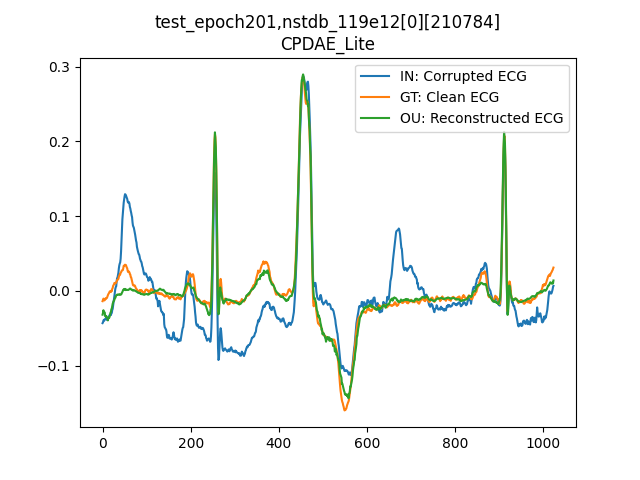 test_epoch201,nstdb_119e12[0][210784]
CPDAE_Lite
IN: Corrupted ECG
GT: Clean ECG
OU: Reconstructed ECG
0.3
0.2
0.1
0.0
−0.1
0
200
400
600
800
1000